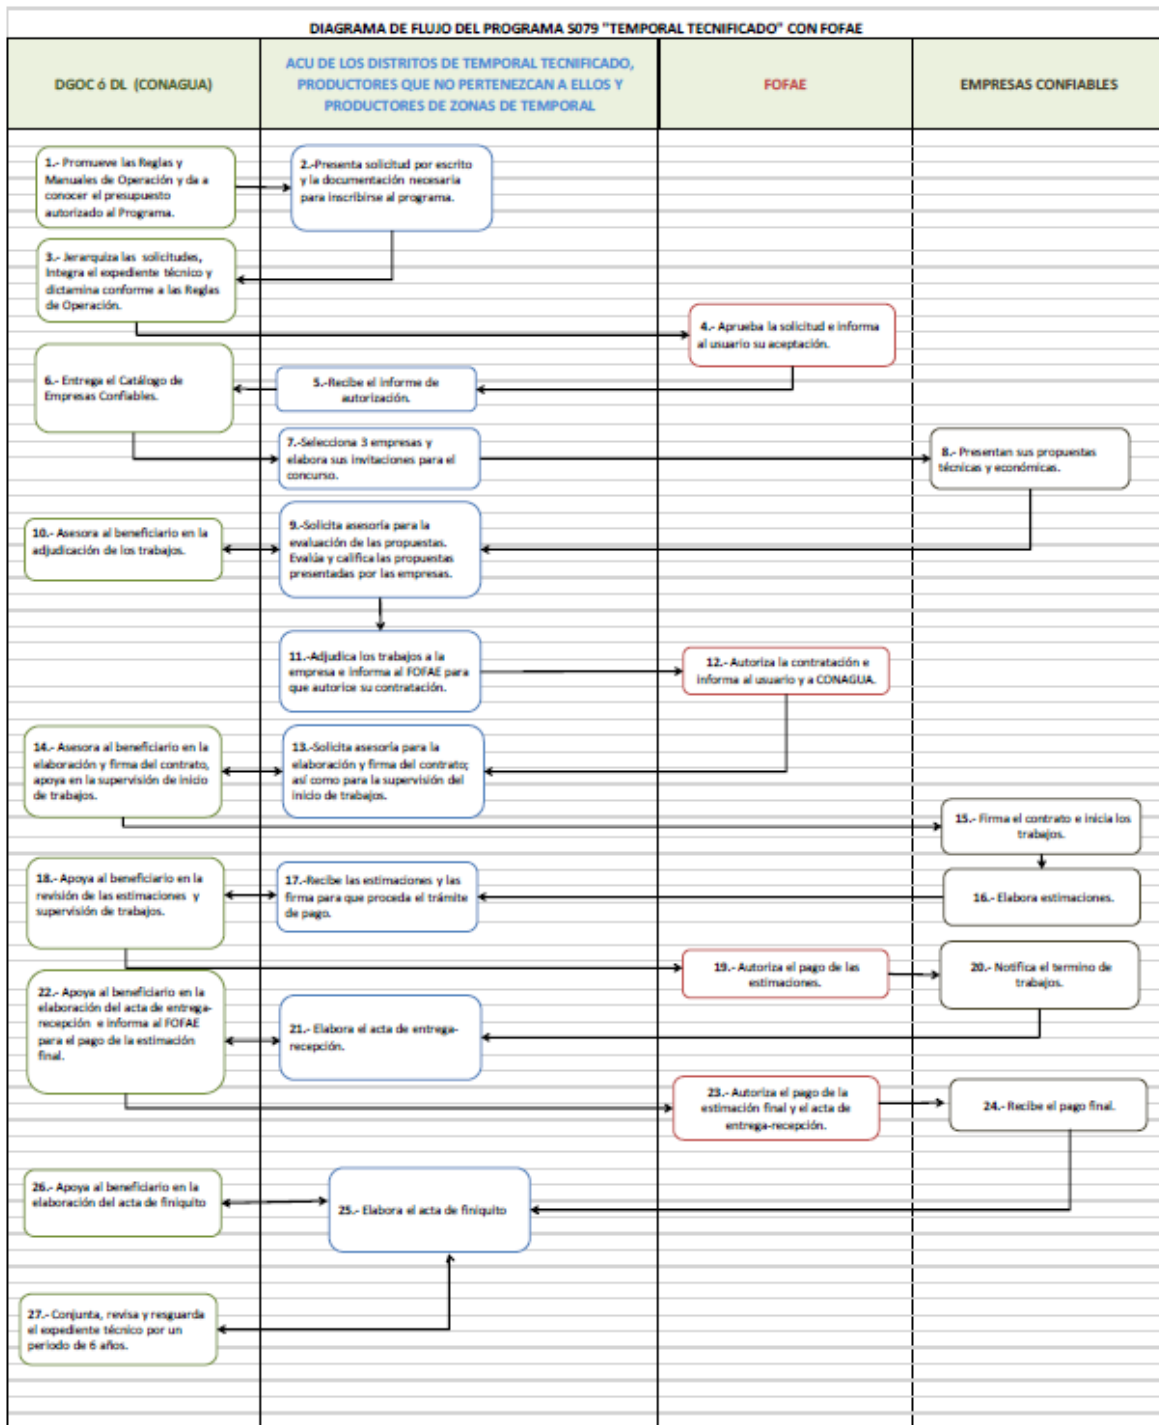 DIAGRAMA DE FLUJO DEL PROGRAMA S079 "TEMPORAL TECNIFICADO" CON FOFAE
DGOC ó DL (CONAGUA)
ACU DE LOS DISTRITOS DE TEMPORAL TECNIFICADO,
PRODUCTORES QUE NO PERTENEZCAN A ELLOS Y
PRODUCTORES DE ZONAS DE TEMPORAL
FOFAE
EMPRESAS CONFIABLES
1.- Promueve las Reglas y
Manuales de Operación y da a
conocer el presupuesto
autorizado al Programa.
2.-Presenta solicitud por escrito
y la documentación necesaria
para inscribirse al programa.
3.- Jerarquiza las solicitudes,
Integra el expediente técnico y
dictamina conforme a las Reglas
de Operación.
4.- Aprueba la solicitud e informa
al usuario su aceptación.
5.-Recibe el informe de
autorización.
6.- Entrega el Catálogo de
Empresas Confiables.
7.-Selecciona 3 empresas y
elabora sus invitaciones para el
concurso.
8.- Presentan sus propuestas
técnicas y económicas.
9.-Solicita asesoría para la
evaluación de las propuestas.
Evalúa y califica las propuestas
presentadas por las empresas.
10.- Asesora al beneficiario en la
adjudicación de los trabajos.
11.-Adjudica los trabajos a la
empresa e informa al FOFAE para
que autorice su contratación.
12.- Autoriza la contratación e
informa al usuario y a CONAGUA.
13.-Solicita asesoría para la
elaboración y firma del contrato;
así como para la supervisión del
inicio de trabajos.
14.- Asesora al beneficiario en la
elaboración y firma del contrato,
apoya en la supervisión de inicio
de trabajos.
15.- Firma el contrato e inicia los
trabajos.
16.- Elabora estimaciones.
17.-Recibe las estimaciones y las
firma para que proceda el trámite
de pago.
18.- Apoya al beneficiario en la
revisión de las estimaciones y
supervisión de trabajos.
19.- Autoriza el pago de las
estimaciones.
20.- Notifica el termino de
trabajos.
21.- Elabora el acta de entrega-
recepción.
22.- Apoya al beneficiario en la
elaboración del acta de entrega-
recepción e informa al FOFAE
para el pago de la estimación
final.
23.- Autoriza el pago de la
estimación final y el acta de
entrega-recepción.
24.- Recibe el pago final.
25.- Elabora el acta de finiquito
26.- Apoya al beneficiario en la
elaboración del acta de finiquito
27.- Conjunta, revisa y resguarda
el expediente técnico por un
periodo de 6 años.